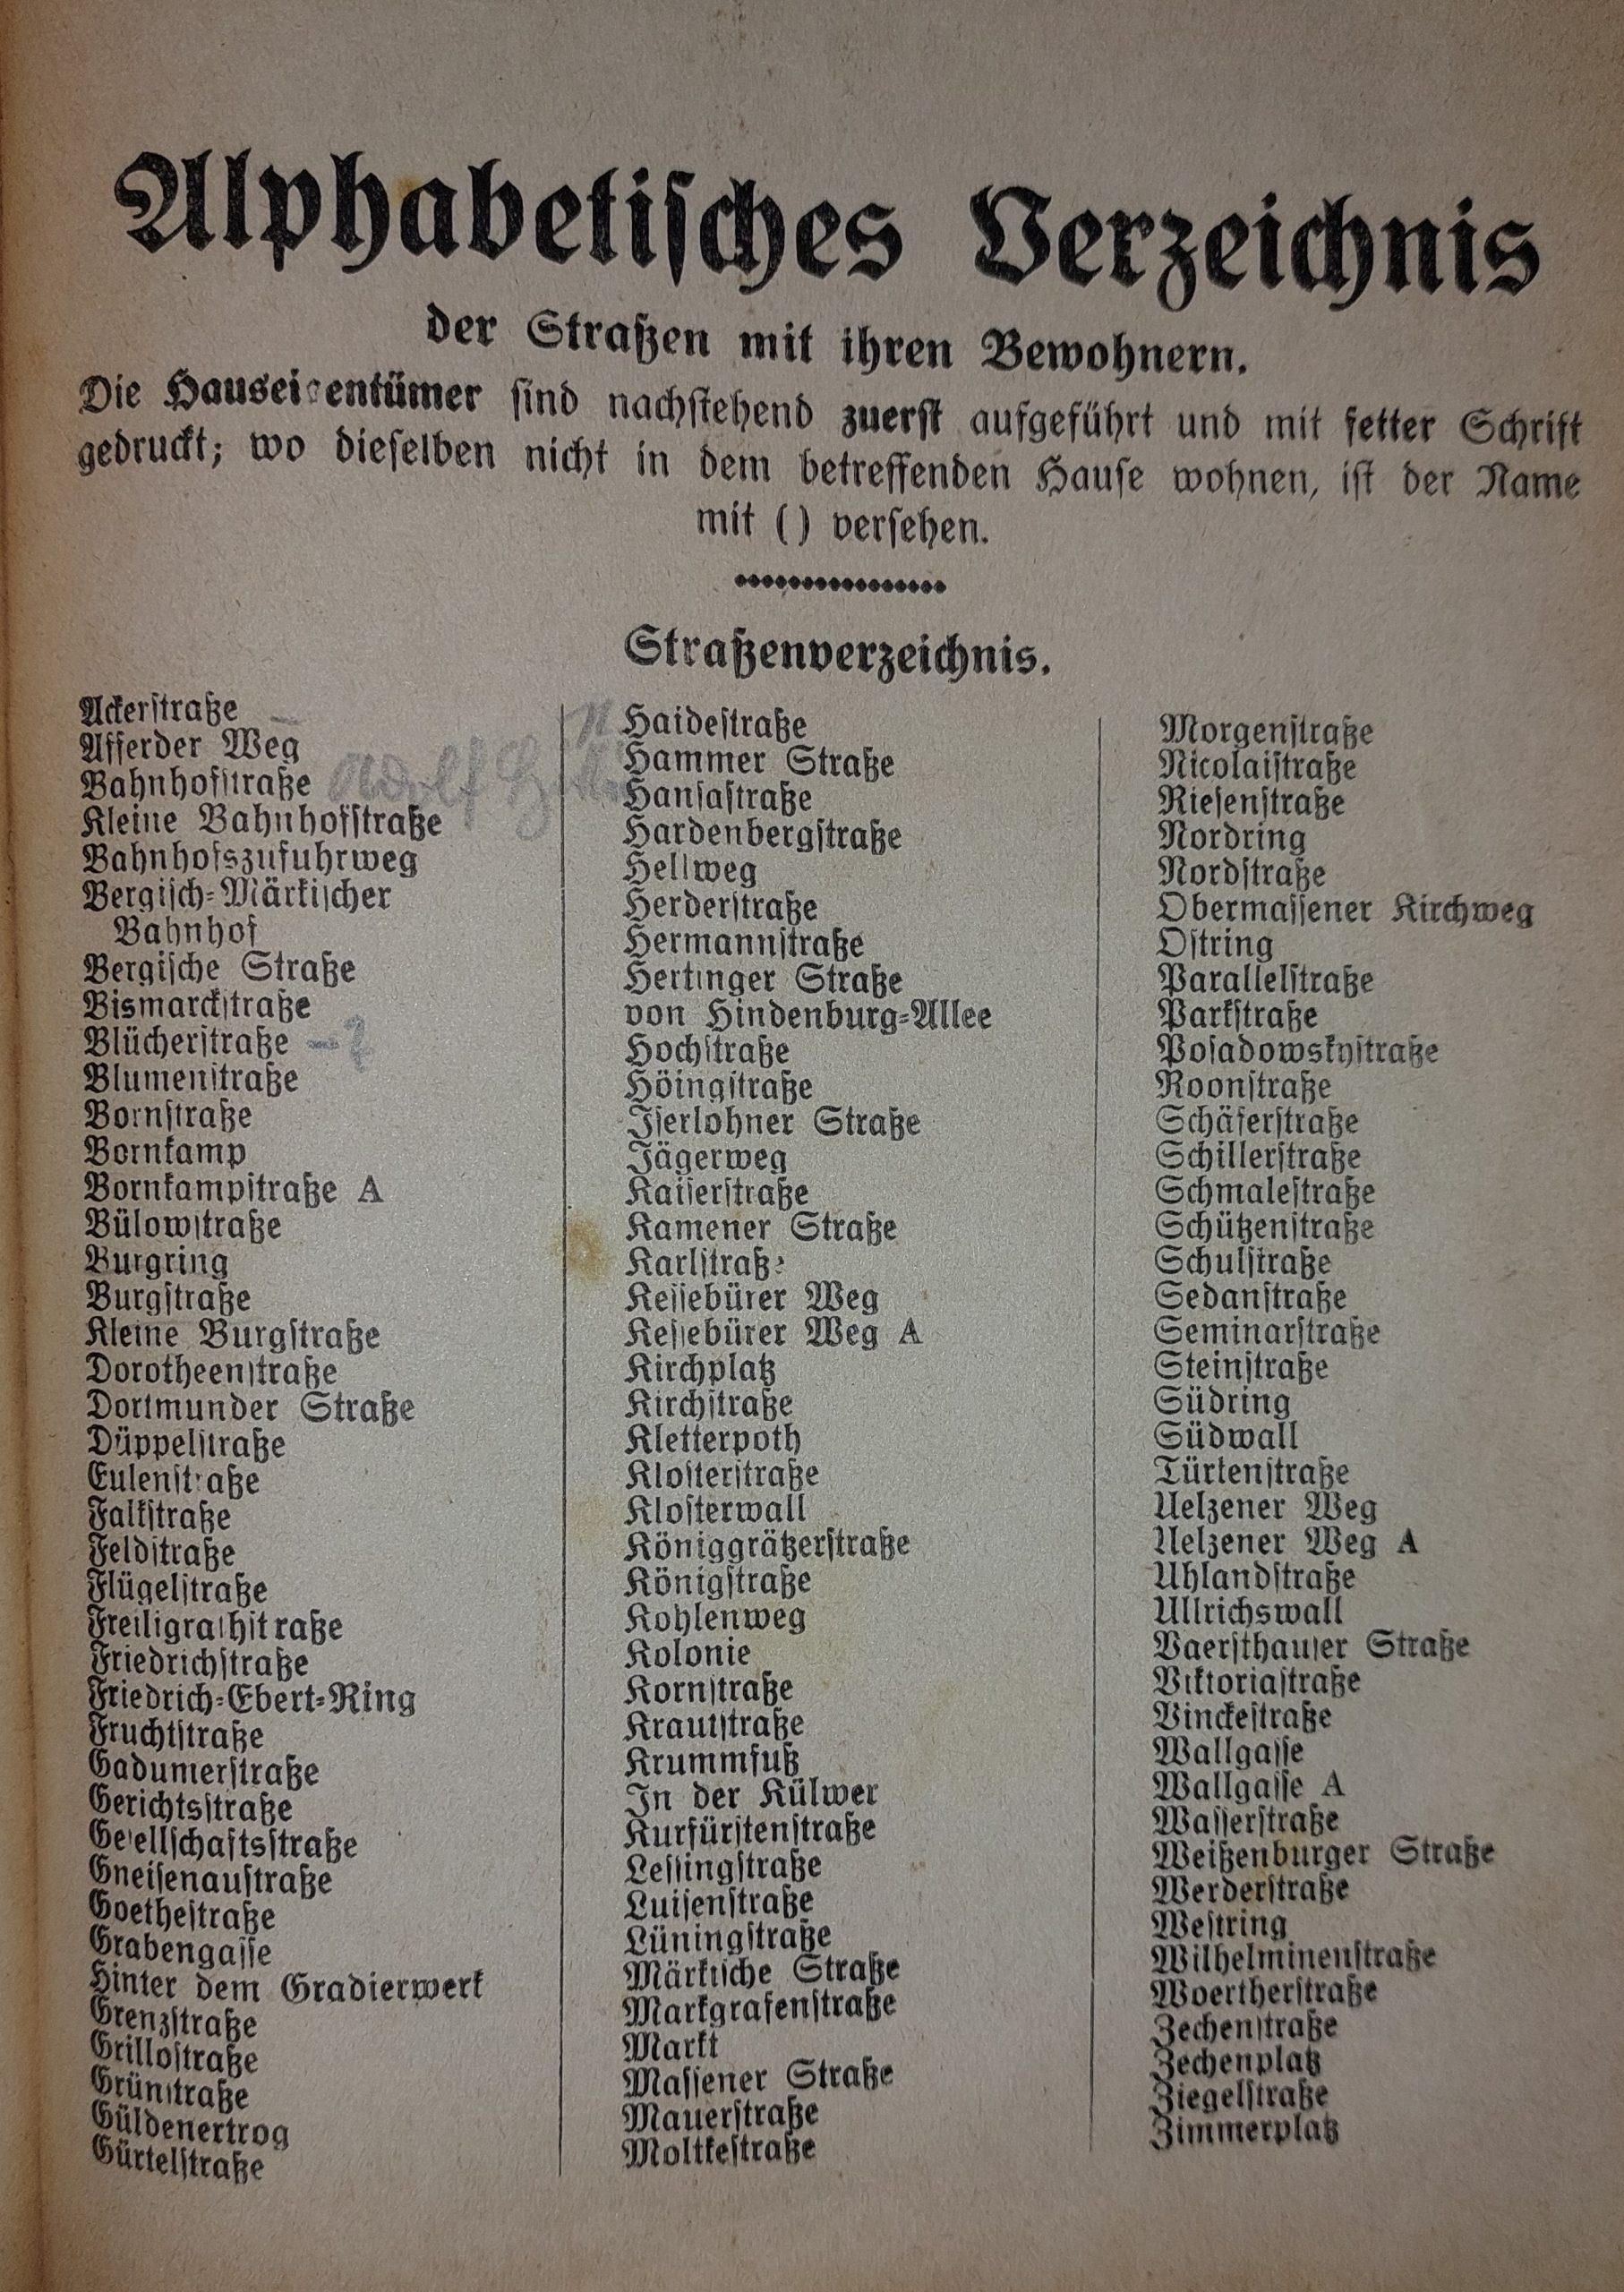 Alphabetisches Verzeichnis
der Straßen mit ihren Bewohnern.
Die Hauseigentümer sind nachstehend zuerst aufgeführt und mit fetter Schrift
gedruckt; wo dieselben nicht in dem betreffenden Hause wohnen, ist der Name
mit () versehen.
Straßenverzeichnis.
Ackerstraße
Afferder Weg
Bahnhofstraße Adolf
Kleine Bahnhofstraße
Bahnhofszufuhrweg
Bergisch-Märkischer
Bahnhof
Bergische Straße
Bismarckstraße
Blücherstraße - ?
Blumenstraße
Bornstraße
Bornkamp
Bornkampstraße A
Bülowstraße
Burgring
Burgstraße
Kleine Burgstraße
Dorotheenstraße
Dortmunder Straße
Düppelstraße
Eulenstraße
Falkstraße
Feldstraße
Flügelstraße
Freiligrathstraße
Friedrichstraße
Friedrich-Ebert-Ring
Fruchtstraße
Gadumerstraße
Gerichtsstraße
Gesellschaftsstraße
Gneisenaustraße
Goethestraße
Grabengasse
Hinter dem Gradierwerk
Grenzstraße
Grillostraße
Grünstraße
Güldenertrog
Gürtelstraße
Haidestraße
Hammer Straße
Hansastraße
Hardenbergstraße
Hellweg
Herderstraße
Hermannstraße
Hertinger Straße
von Hindenburg-Allee
Hochstraße
Höingstraße
Iserlohner Straße
Jägerweg
Kaiserstraße
Kamener Straße
Karlstraße
Kessebürer Weg
Kessebürer Weg A
Kirchplatz
Kirchstraße
Kletterpoth
Klosterstraße
Klosterwall
Königgrätzerstraße
Königstraße
Kohlenweg
Kolonie
Kornstraße
Krautstraße
Krummfuß
In der Külwer
Kurfürstenstraße
Lessingstraße
Luisenstraße
Lüningstraße
Märkische Straße
Markgrafenstraße
Markt
Massener Straße
Mauerstraße
Moltkestraße
Morgenstraße
Nicolaistraße
Riesenstraße
Nordring
Nordstraße
Obermassener Kirchweg
Ostring
Parallelstraße
Parkstraße
Posadowskystraße
Roonstraße
Schäferstraße
Schillerstraße
Schmalestraße
Schützenstraße
Schulstraße
Sedanstraße
Seminarstraße
Steinstraße
Südring
Südwall
Türkenstraße
Uelzener Weg
Uelzener Weg A
Uhlandstraße
Ullrichswall
Vaersthauser Straße
Viktoriastraße
Vinckestraße
Wallgasse
Wallgasse A
Wasserstraße
Weißenburger Straße
Werderstraße
Westring
Wilhelminenstraße
Woertherstraße
Zechenstraße
Zechenplatz
Ziegelstraße
Zimmerplatz